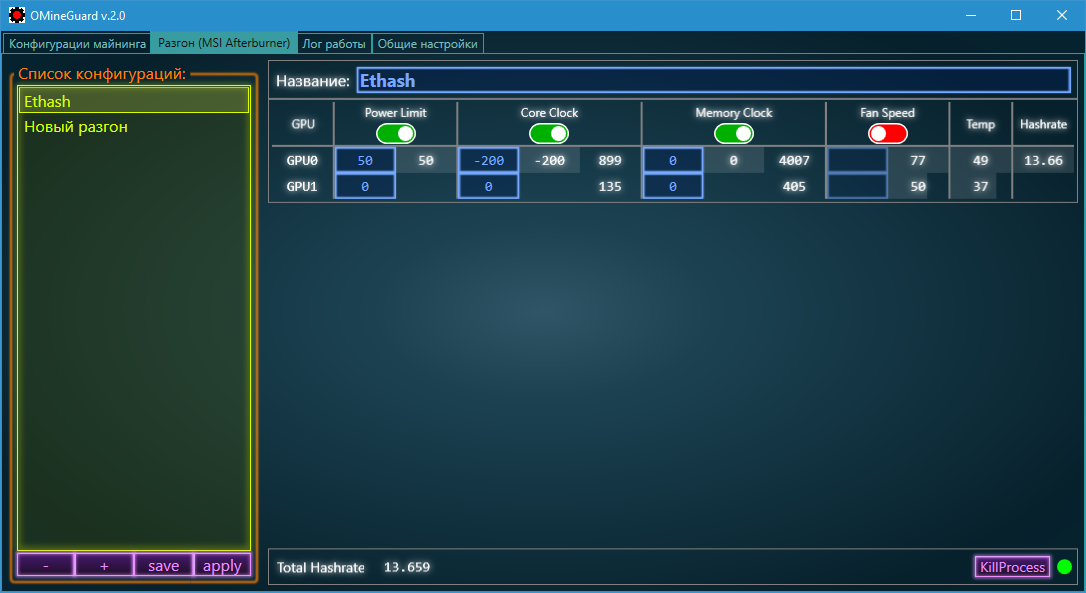 OMineGuard v.2.0
Конфигурации майнинга Разгон (MSI Afterburner) Лог работы Общие настройки
Список конфигураций:
Ethash
Новый разгон
- + save apply
Название: Ethash
GPU Power Limit Core Clock Memory Clock Fan Speed Temp Hashrate
GPU0 50 50 -200 -200 899 0 0 4007 77 49 13.66
GPU1 0 0 135 0 405 50 37
Total Hashrate 13.659 KillProcess